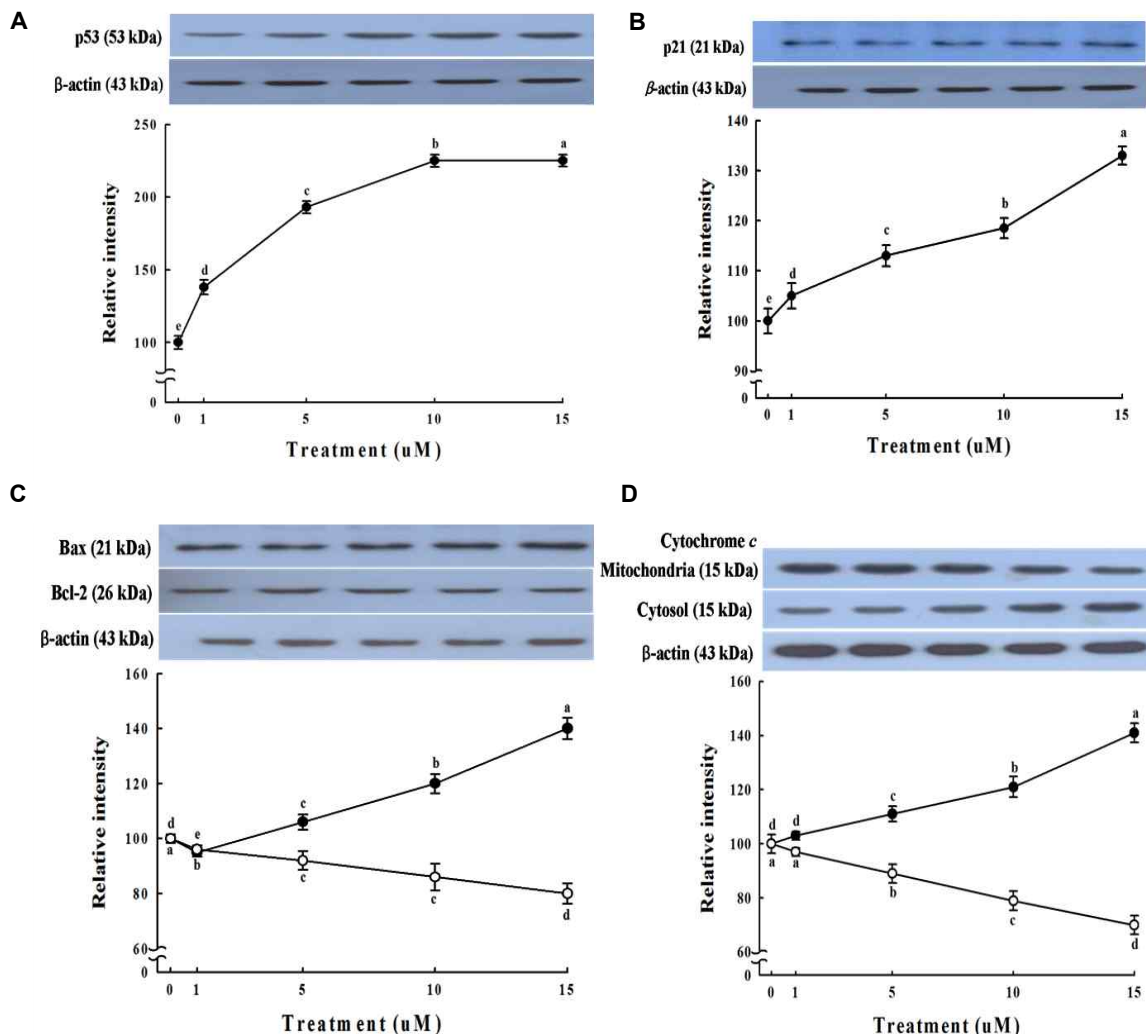 A
p53 (53 kDa)
β-actin (43 kDa)
250
200
150
100
0
Relative intensity
b
a
c
d
e
0 1 5 10 15
Treatment (uM)
B
p21 (21 kDa)
β-actin (43 kDa)
140
130
120
110
100
90
0
Relative intensity
a
b
c
d
e
0 1 5 10 15
Treatment (uM)
C
Bax (21 kDa)
Bcl-2 (26 kDa)
β-actin (43 kDa)
160
140
120
100
80
60
0
Relative intensity
a
b
c
d e
a b
c
c
d
0 1 5 10 15
Treatment (uM)
D
Cytochrome c
Mitochondria (15 kDa)
Cytosol (15 kDa)
β-actin (43 kDa)
160
140
120
100
80
60
0
Relative intensity
a
b
c
d d
a a
b
c
d
0 1 5 10 15
Treatment (uM)